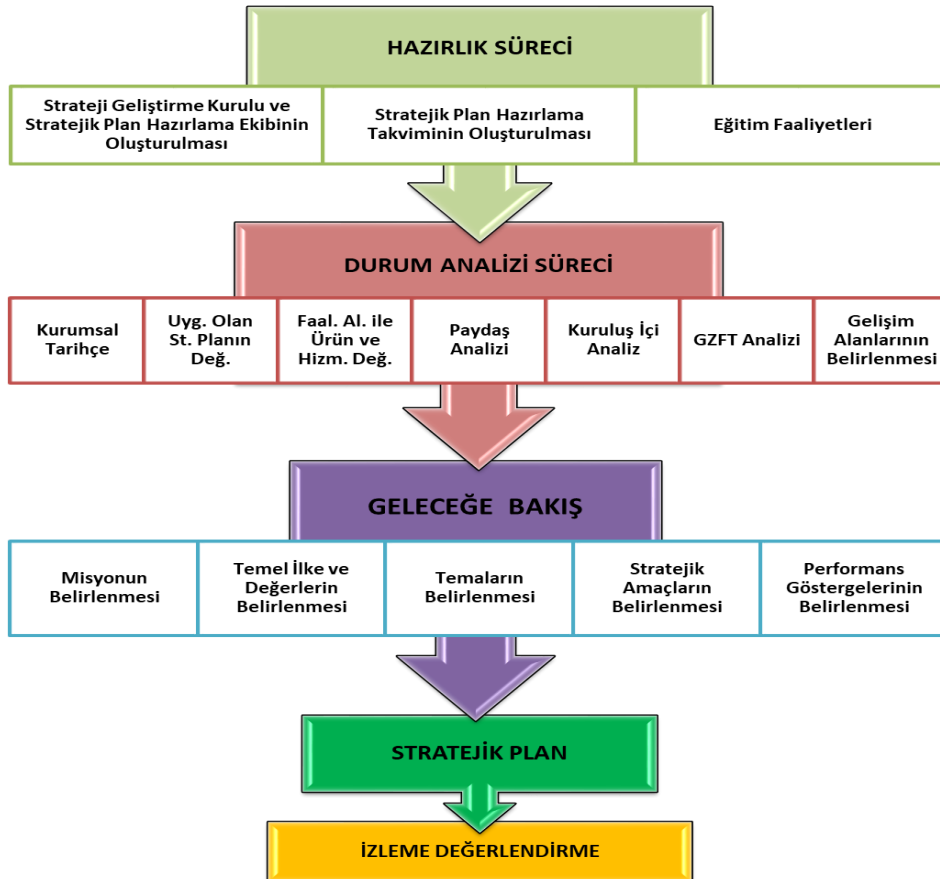 HAZIRLIK SÜRECİ
Strateji Geliştirme Kurulu ve
Stratejik Plan Hazırlama Ekibinin
Oluşturulması
Stratejik Plan Hazırlama
Takviminin Oluşturulması
Eğitim Faaliyetleri
DURUM ANALİZİ SÜRECİ
Kurumsal
Tarihçe
Uyg. Olan
St. Planın
Değ.
Faal. Al. ile
Ürün ve
Hizm. Değ.
Paydaş
Analizi
Kuruluş İçi
Analiz
GZFT Analizi
Gelişim
Alanlarının
Belirlenmesi
GELECEĞE BAKIŞ
Misyonun
Belirlenmesi
Temel İlke ve
Değerlerin
Belirlenmesi
Temaların
Belirlenmesi
Stratejik
Amaçların
Belirlenmesi
Performans
Göstergelerinin
Belirlenmesi
STRATEJİK PLAN
İZLEME DEĞERLENDİRME